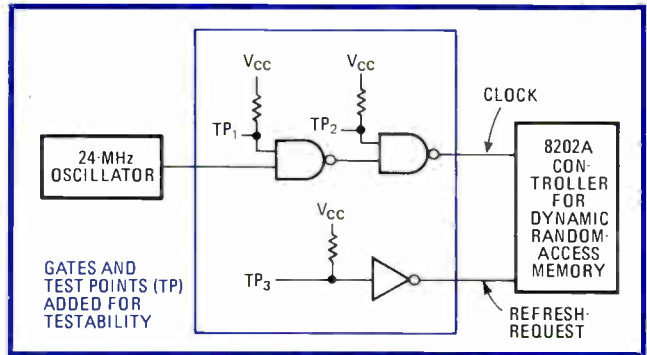 VCC
VCC
TP1
TP2
CLOCK
24-MHz
OSCILLATOR
8202A
CON-
TROLLER
FOR
DYNAMIC
RANDOM-
ACCESS
MEMORY
VCC
GATES AND
TEST POINTS (TP)
ADDED FOR
TESTABILITY
TP3
REFRESH-
REQUEST